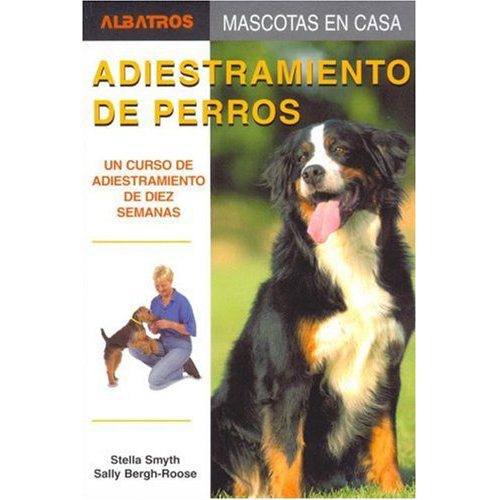 ALBATROS
MASCOTAS EN CASA
ADIESTRAMIENTO
DE PERROS
UN CURSO DE
ADIESTRAMIENTO
DE DIEZ
SEMANAS
Stella Smyth
Sally Bergh-Roose